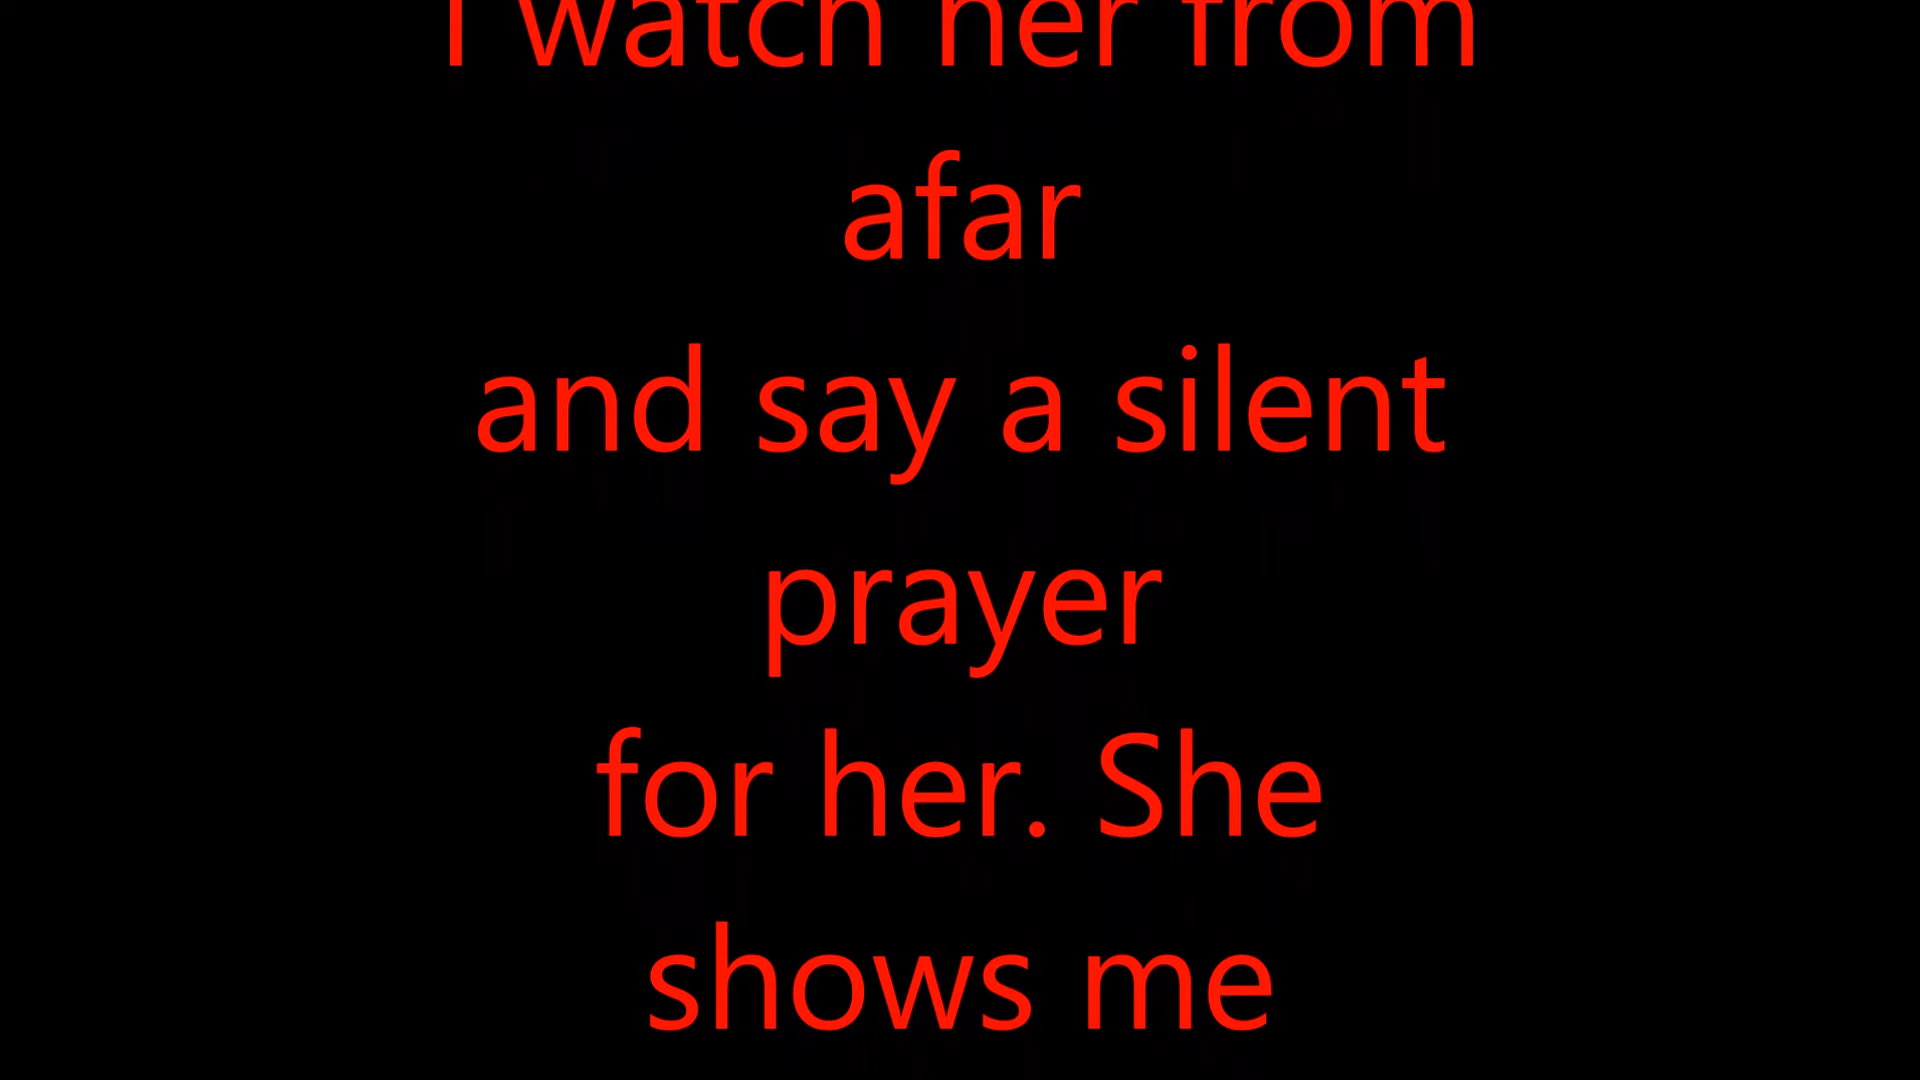 I watch her from
afar
and say a silent
prayer
for her. She
shows me